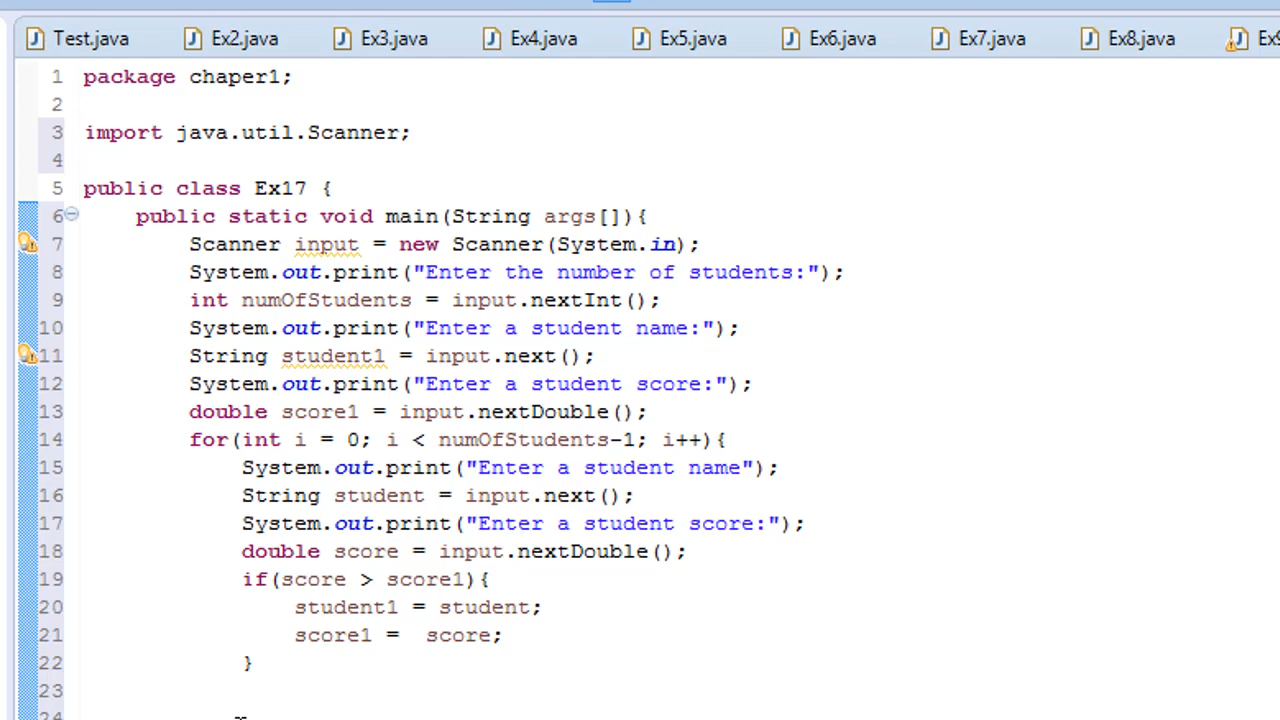 Test.java Ex2.java Ex3.java Ex4.java Ex5.java Ex6.java Ex7.java Ex8.java
1 package chaper1;
2
3 import java.util.Scanner;
4
5 public class Ex17 {
6 public static void main(String args[]){
7 Scanner input = new Scanner(System.in);
8 System.out.print("Enter the number of students:");
9 int numOfStudents = input.nextInt();
10 System.out.print("Enter a student name:");
11 String student1 = input.next();
12 System.out.print("Enter a student score:");
13 double score1 = input.nextDouble();
14 for(int i = 0; i < numOfStudents-1; i++){
15 System.out.print("Enter a student name");
16 String student = input.next();
17 System.out.print("Enter a student score:");
18 double score = input.nextDouble();
19 if(score > score1){
20 student1 = student;
21 score1 =  score;
22 }
23
24